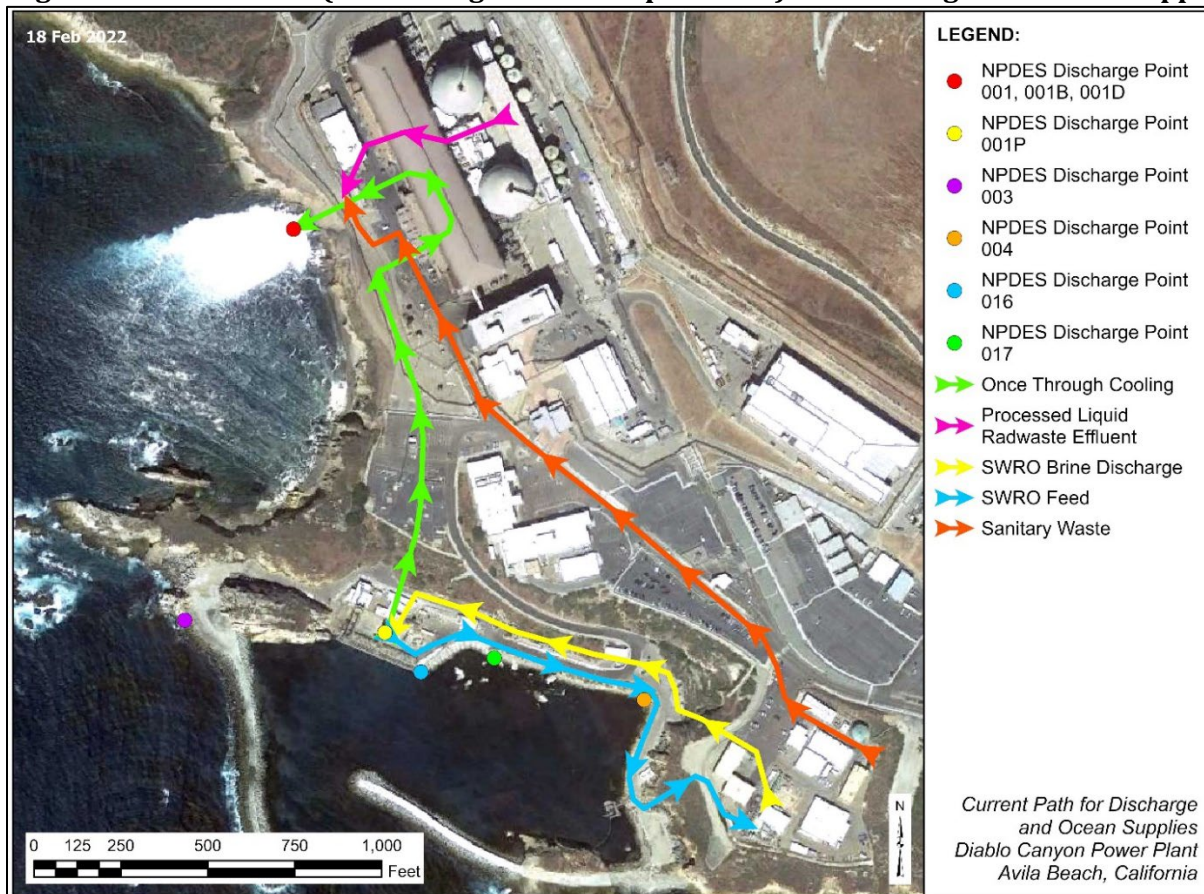 18 Feb 2022
LEGEND:
NPDES Discharge Point
001, 001B, 001D
NPDES Discharge Point
001P
NPDES Discharge Point
003
NPDES Discharge Point
004
NPDES Discharge Point
016
NPDES Discharge Point
017
Once Through Cooling
Processed Liquid
Radwaste Effluent
SWRO Brine Discharge
SWRO Feed
Sanitary Waste
N
0 125 250 500 750 1,000
Feet
Current Path for Discharge
and Ocean Supplies
Diablo Canyon Power Plant
Avila Beach, California